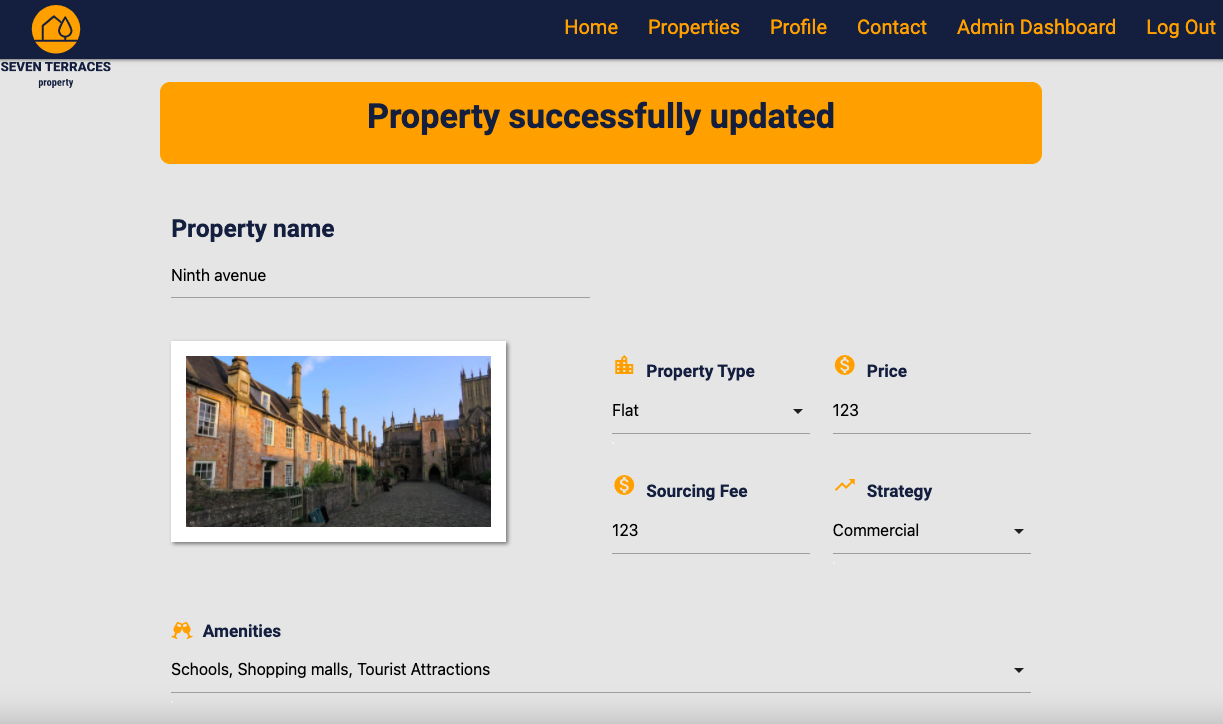 Home Properties Profile Contact Admin Dashboard Log Out
SEVEN TERRACES
property
Property successfully updated
Property name
Ninth avenue
Property Type Price
Flat 123
Sourcing Fee Strategy
123 Commercial
Amenities
Schools, Shopping malls, Tourist Attractions